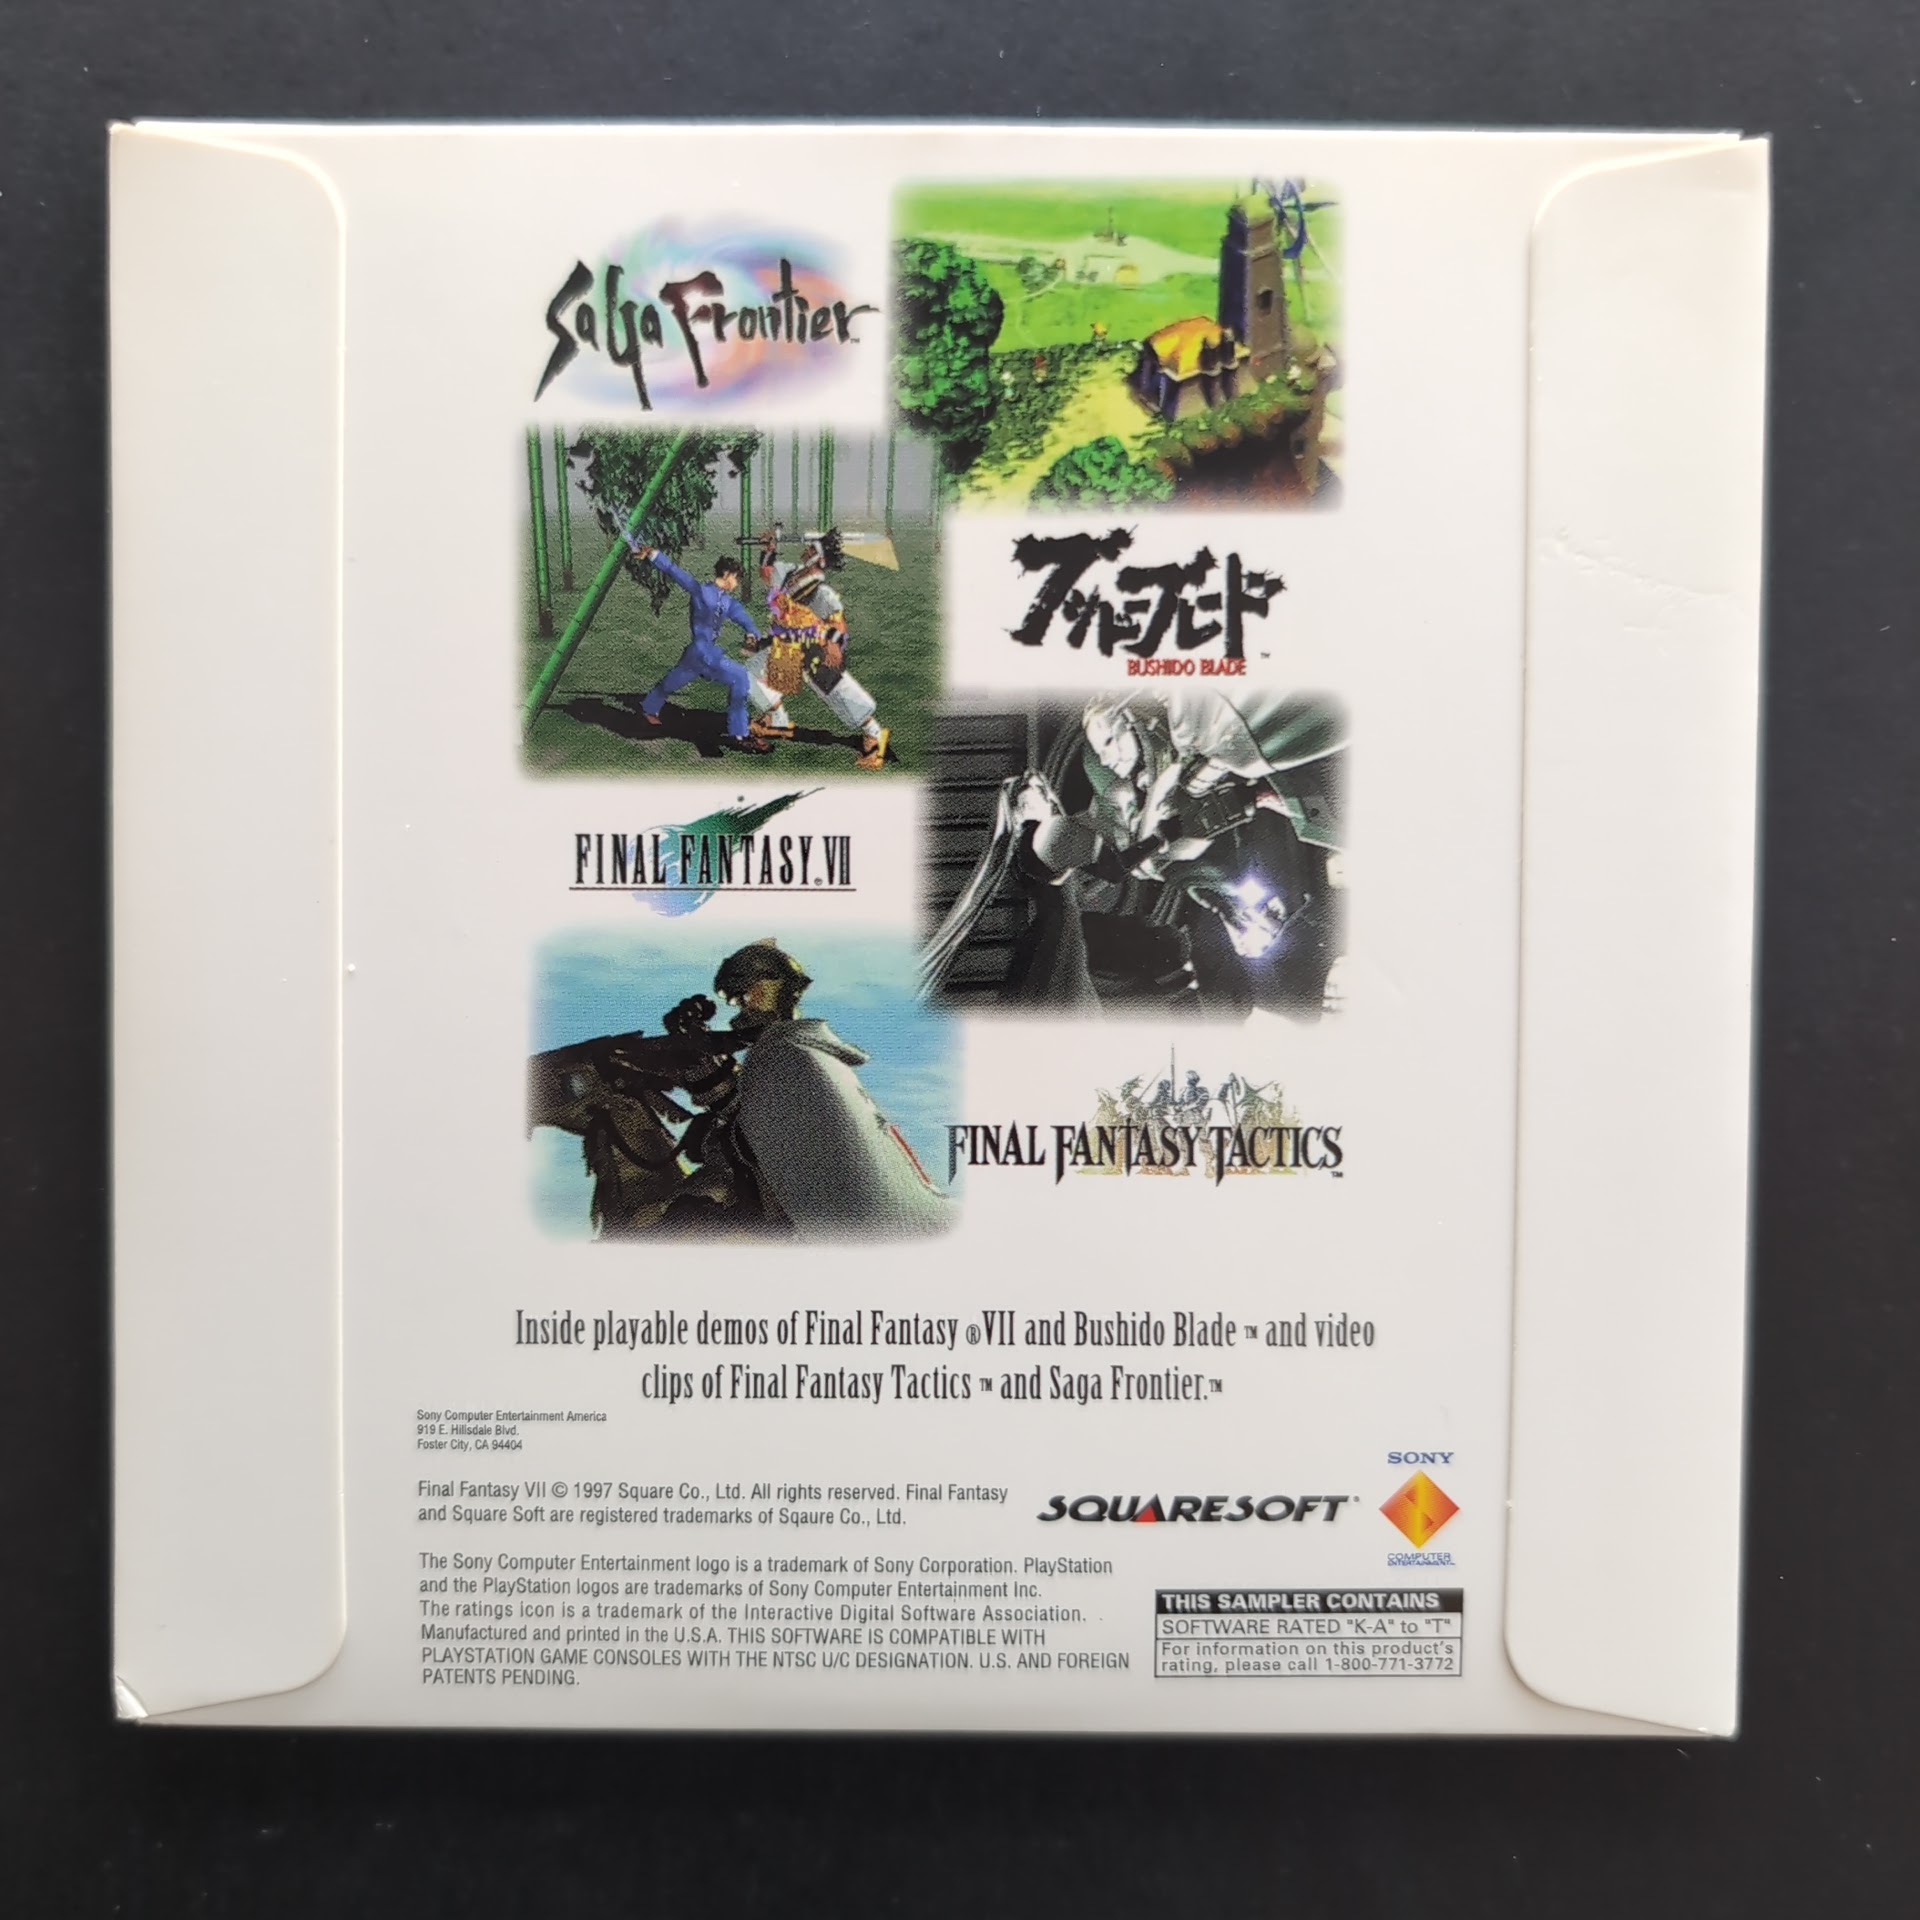 SaGa Frontier™
ブシドーブレード
BUSHIDO BLADE™
FINAL FANTASY®VII
FINAL FANTASY TACTICS™
Inside playable demos of Final Fantasy ®VII and Bushido Blade ™ and video
clips of Final Fantasy Tactics ™ and Saga Frontier.™
Sony Computer Entertainment America
919 E. Hillsdale Blvd.
Foster City, CA 94404
Final Fantasy VII © 1997 Square Co., Ltd. All rights reserved. Final Fantasy
and Square Soft are registered trademarks of Sqaure Co., Ltd.
SQUARESOFT®
SONY
COMPUTER
ENTERTAINMENT™
The Sony Computer Entertainment logo is a trademark of Sony Corporation. PlayStation
and the PlayStation logos are trademarks of Sony Computer Entertainment Inc.
The ratings icon is a trademark of the Interactive Digital Software Association.
Manufactured and printed in the U.S.A. THIS SOFTWARE IS COMPATIBLE WITH
PLAYSTATION GAME CONSOLES WITH THE NTSC U/C DESIGNATION. U.S. AND FOREIGN
PATENTS PENDING.
THIS SAMPLER CONTAINS
SOFTWARE RATED "K-A" to "T"
For information on this product's
rating, please call 1-800-771-3772